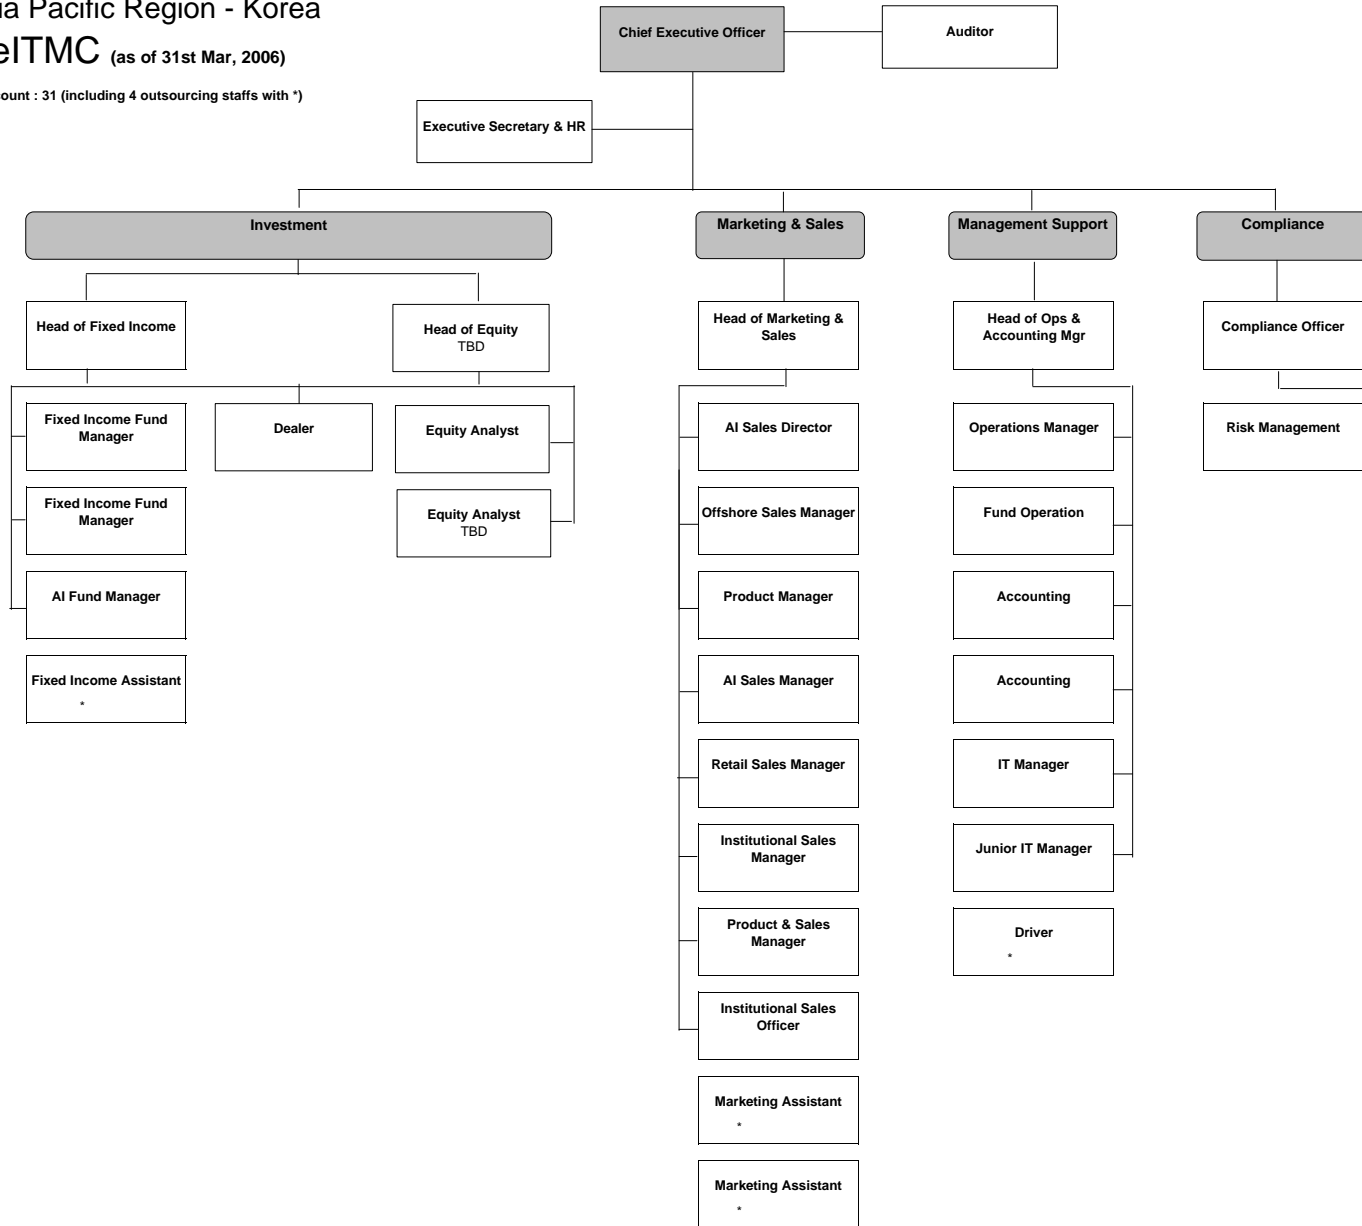 ia Pacific Region - Korea
eITMC (as of 31st Mar, 2006)
count : 31 (including 4 outsourcing staffs with *)
Chief Executive Officer
Auditor
Executive Secretary & HR
Investment
Marketing & Sales
Management Support
Compliance
Head of Fixed Income
Head of Equity
TBD
Head of Marketing &
Sales
Head of Ops &
Accounting Mgr
Compliance Officer
Fixed Income Fund
Manager
Dealer
Equity Analyst
AI Sales Director
Operations Manager
Risk Management
Fixed Income Fund
Manager
Equity Analyst
TBD
Offshore Sales Manager
Fund Operation
AI Fund Manager
Product Manager
Accounting
Fixed Income Assistant
*
AI Sales Manager
Accounting
Retail Sales Manager
IT Manager
Institutional Sales
Manager
Junior IT Manager
Product & Sales
Manager
Driver
*
Institutional Sales
Officer
Marketing Assistant
*
Marketing Assistant
*